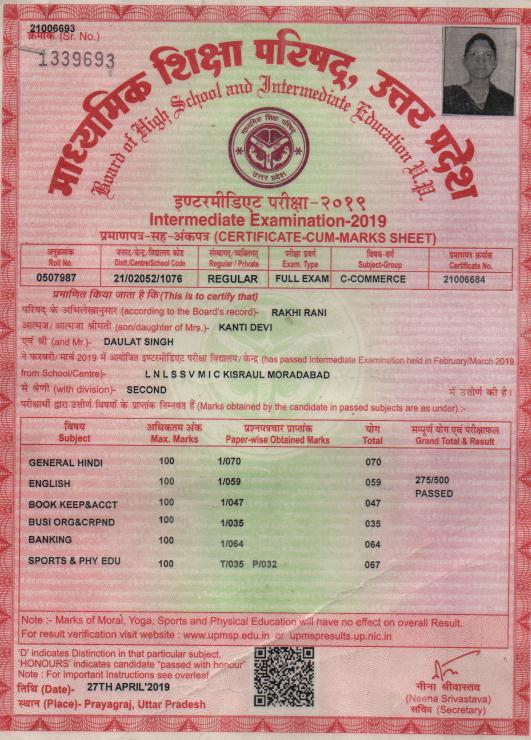 21006693
क्रमांक (Sr. No.)
1339693
माध्यमिक शिक्षा परिषद्, उत्तर प्रदेश
Board of High School and Intermediate Education U.P.
माध्यमिक शिक्षा परिषद्
उत्तर प्रदेश
इण्टरमीडिएट परीक्षा-२०१९
Intermediate Examination-2019
प्रमाणपत्र-सह-अंकपत्र (CERTIFICATE-CUM-MARKS SHEET)
अनुक्रमांक जनपद/केन्द्र/विद्यालय कोड संस्थागत/व्यक्तिगत परीक्षा प्रवर्ग विषय-वर्ग प्रमाणपत्र क्रमांक
Roll No. Distt./Centre/School Code Regular / Private Exam. Type Subject-Group Certificate No.
0507987 21/02052/1076 REGULAR FULL EXAM C-COMMERCE 21006684
प्रमाणित किया जाता है कि (This is to certify that)
परिषद् के अभिलेखानुसार (according to the Board's record)- RAKHI RANI
आत्मज/आत्मजा श्रीमती (son/daughter of Mrs.)- KANTI DEVI
एवं श्री (and Mr.)- DAULAT SINGH
ने फरवरी/मार्च 2019 में आयोजित इण्टरमीडिएट परीक्षा विद्यालय/केन्द्र (has passed Intermediate Examination held in February/March 2019
from School/Centre)- L N L S S V M I C KISRAUL MORADABAD
से श्रेणी (with division)- SECOND में उत्तीर्ण की है।
परीक्षार्थी द्वारा उत्तीर्ण विषयों के प्राप्तांक निम्नवत हैं (Marks obtained by the candidate in passed subjects are as under) :-
विषय अधिकतम अंक प्रश्नपत्रवार प्राप्तांक योग सम्पूर्ण योग एवं परीक्षाफल
Subject Max. Marks Paper-wise Obtained Marks Total Grand Total & Result
GENERAL HINDI 100 1/070 070
ENGLISH 100 1/059 059 275/500
PASSED
BOOK KEEP&ACCT 100 1/047 047
BUSI ORG&CRPND 100 1/035 035
BANKING 100 1/064 064
SPORTS & PHY EDU 100 T/035 P/032 067
Note :- Marks of Moral, Yoga, Sports and Physical Education will have no effect on overall Result.
For result verification visit website : www.upmsp.edu.in or upmspresults.up.nic.in
'D' indicates Distinction in that particular subject,
'HONOURS' indicates candidate "passed with honour"
Note : For Important Instructions see overleaf
तिथि (Date)- 27TH APRIL'2019
स्थान (Place)- Prayagraj, Uttar Pradesh
नीना श्रीवास्तव
(Neena Srivastava)
सचिव (Secretary)